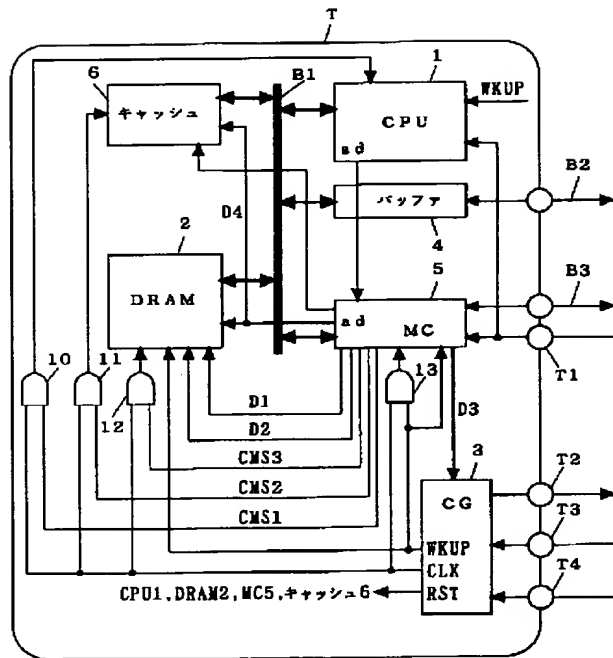 T
6
B1
1
キャッシュ
CPU
WKUP
ad
D4
バッファ
B2
4
2
5
DRAM
ad
MC
B3
T1
10
11
12
13
D1
D2
D3
CMS3
3
T2
CMS2
CG
T3
CMS1
WKUP
T4
CLK
CPU1,DRAM2,MC5,キャッシュ6
RST